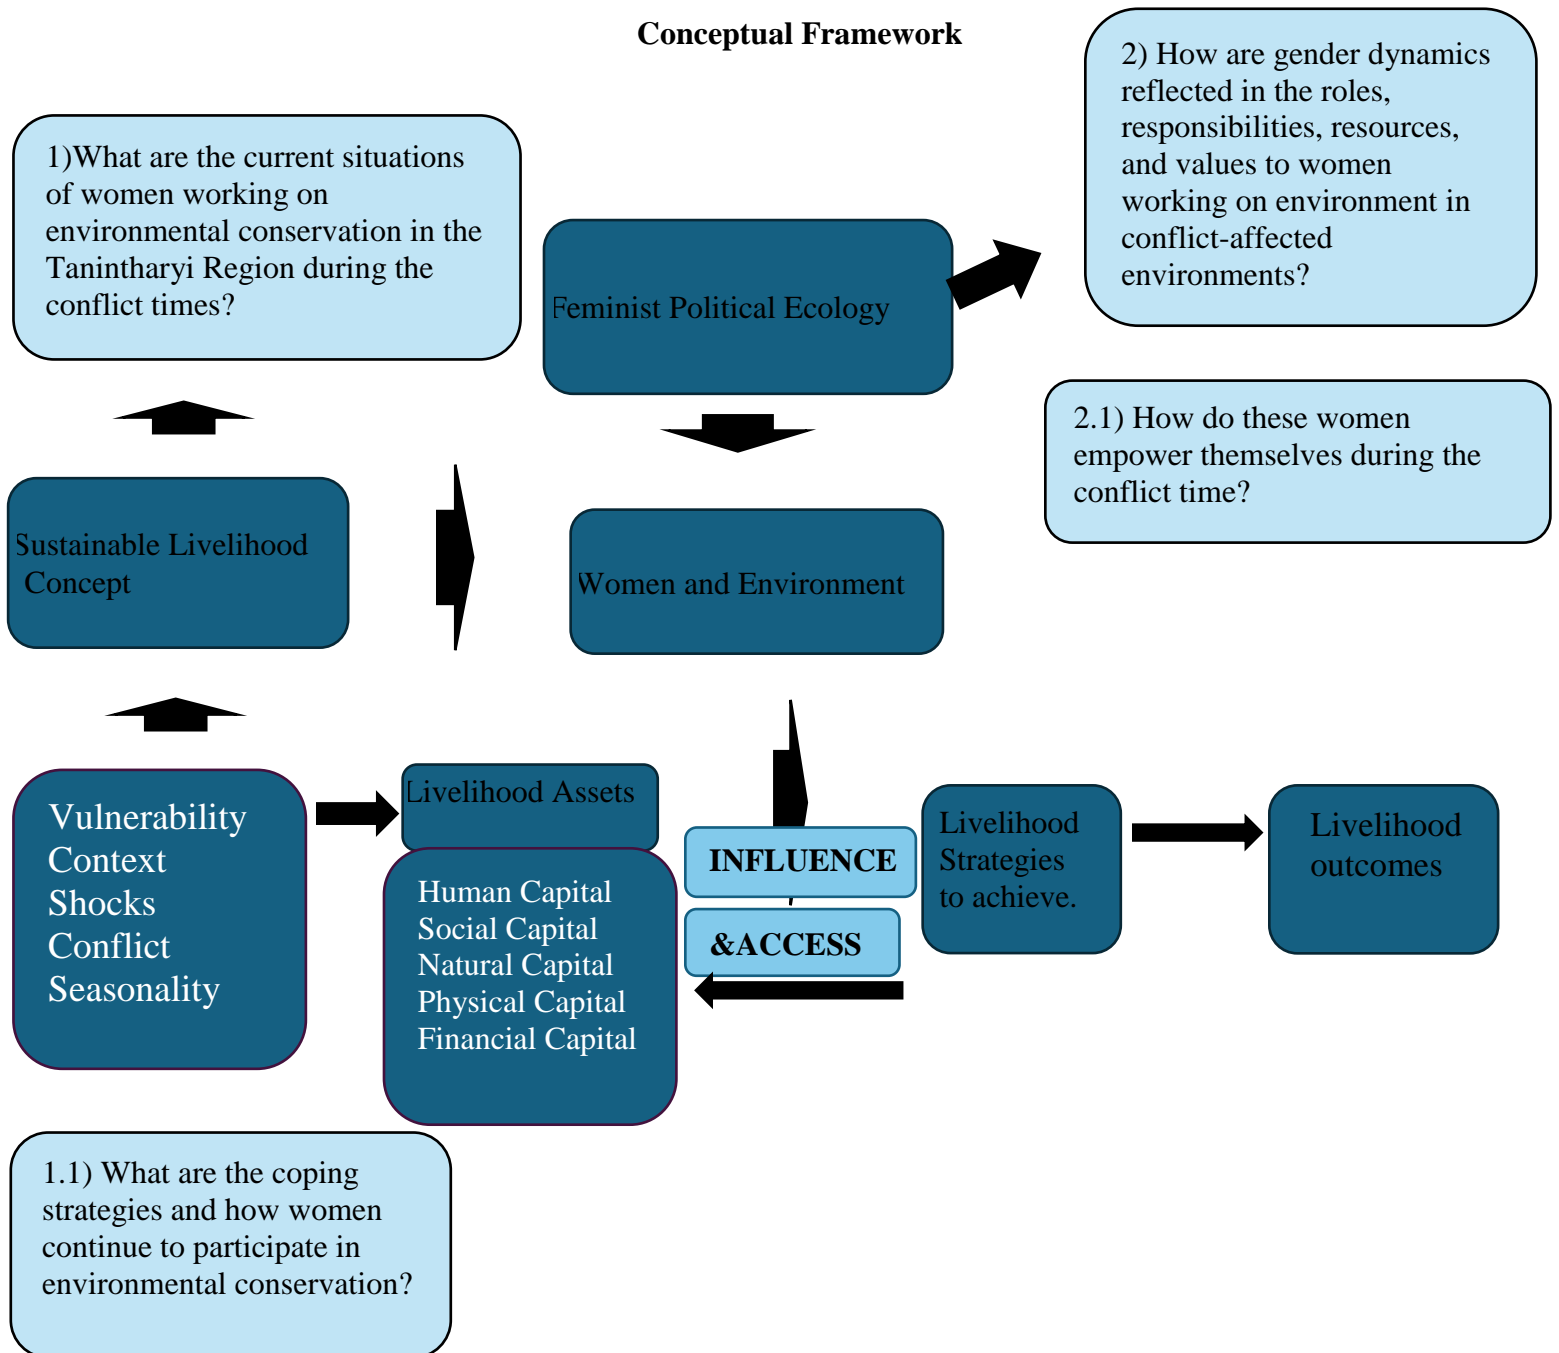 Conceptual Framework
1)What are the current situations
of women working on
environmental conservation in the
Tanintharyi Region during the
conflict times?
2) How are gender dynamics
reflected in the roles,
responsibilities, resources,
and values to women
working on environment in
conflict-affected
environments?
Feminist Political Ecology
2.1) How do these women
empower themselves during the
conflict time?
Sustainable Livelihood
Concept
Women and Environment
Vulnerability
Context
Shocks
Conflict
Seasonality
Livelihood Assets
Human Capital
Social Capital
Natural Capital
Physical Capital
Financial Capital
INFLUENCE
&ACCESS
Livelihood
Strategies
to achieve.
Livelihood
outcomes
1.1) What are the coping
strategies and how women
continue to participate in
environmental conservation?